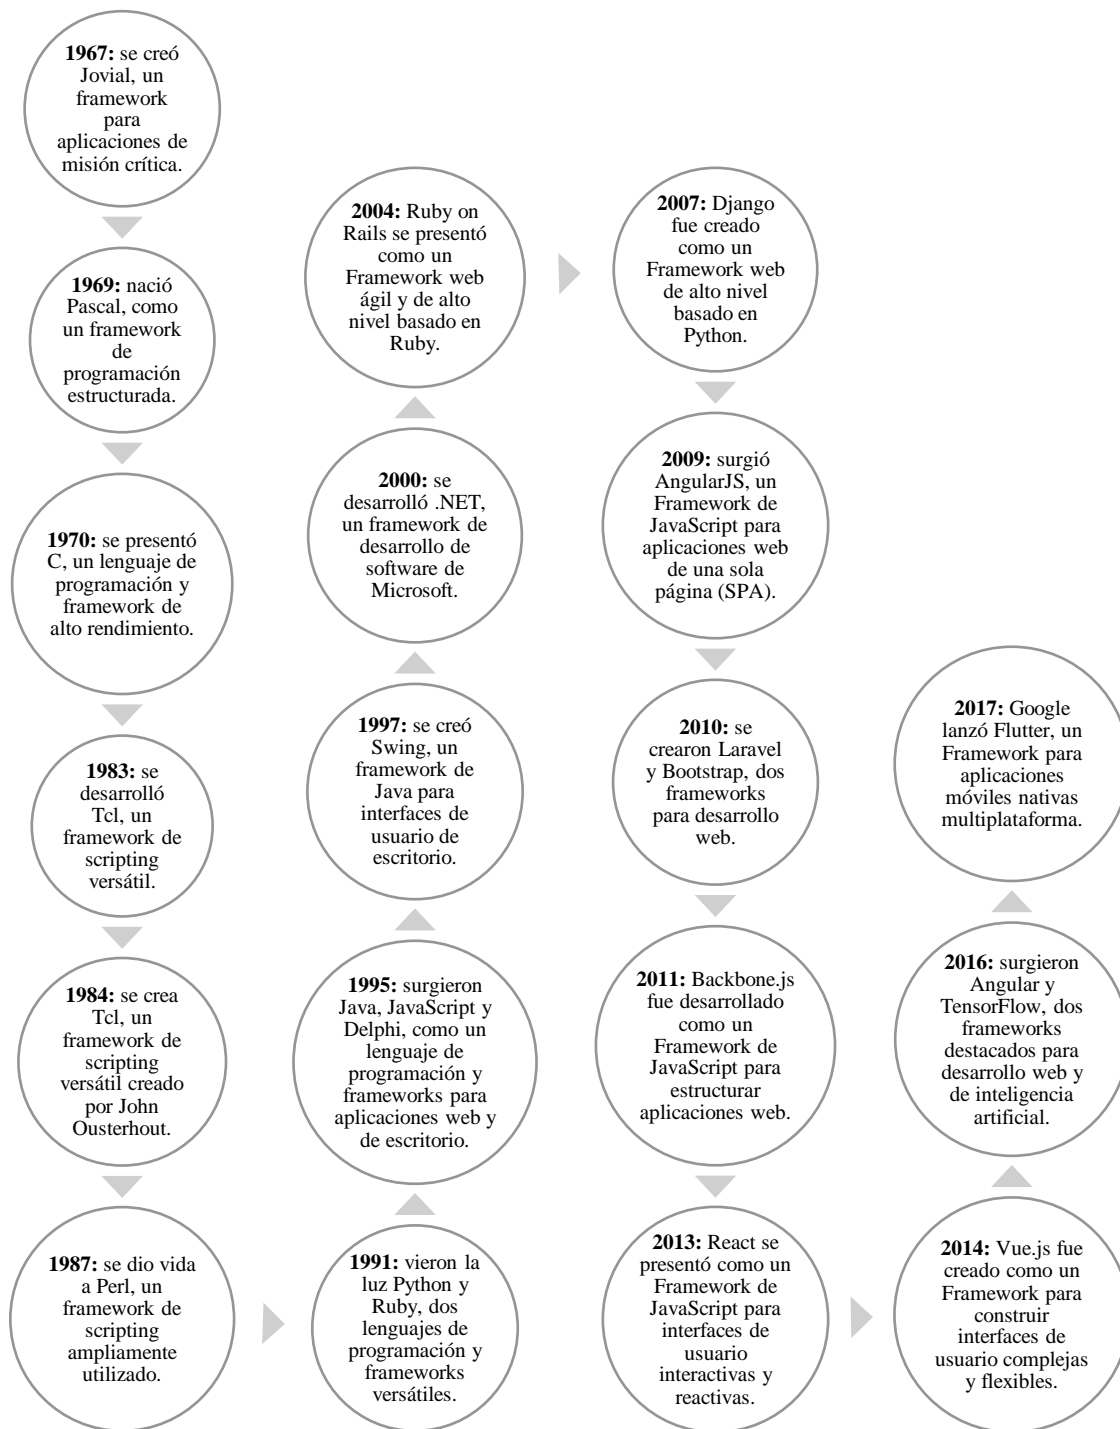 1967: se creó
Jovial, un
framework
para
aplicaciones de
misión crítica.
1969: nació
Pascal, como
un framework
de
programación
estructurada.
1970: se presentó
C, un lenguaje de
programación y
framework de
alto rendimiento.
1983: se
desarrolló
Tcl, un
framework de
scripting
versátil.
1984: se crea
Tcl, un
framework de
scripting
versátil creado
por John
Ousterhout.
1987: se dio vida
a Perl, un
framework de
scripting
ampliamente
utilizado.
1991: vieron la
luz Python y
Ruby, dos
lenguajes de
programación y
frameworks
versátiles.
1995: surgieron
Java, JavaScript y
Delphi, como un
lenguaje de
programación y
frameworks para
aplicaciones web y
de escritorio.
1997: se creó
Swing, un
framework de
Java para
interfaces de
usuario de
escritorio.
2000: se
desarrolló .NET,
un framework de
desarrollo de
software de
Microsoft.
2004: Ruby on
Rails se presentó
como un
Framework web
ágil y de alto
nivel basado en
Ruby.
2007: Django
fue creado
como un
Framework web
de alto nivel
basado en
Python.
2009: surgió
AngularJS, un
Framework de
JavaScript para
aplicaciones web
de una sola
página (SPA).
2010: se
crearon Laravel
y Bootstrap, dos
frameworks
para desarrollo
web.
2011: Backbone.js
fue desarrollado
como un
Framework de
JavaScript para
estructurar
aplicaciones web.
2013: React se
presentó como un
Framework de
JavaScript para
interfaces de
usuario
interactivas y
reactivas.
2014: Vue.js fue
creado como un
Framework para
construir
interfaces de
usuario complejas
y flexibles.
2016: surgieron
Angular y
TensorFlow, dos
frameworks
destacados para
desarrollo web y
de inteligencia
artificial.
2017: Google
lanzó Flutter, un
Framework para
aplicaciones
móviles nativas
multiplataforma.